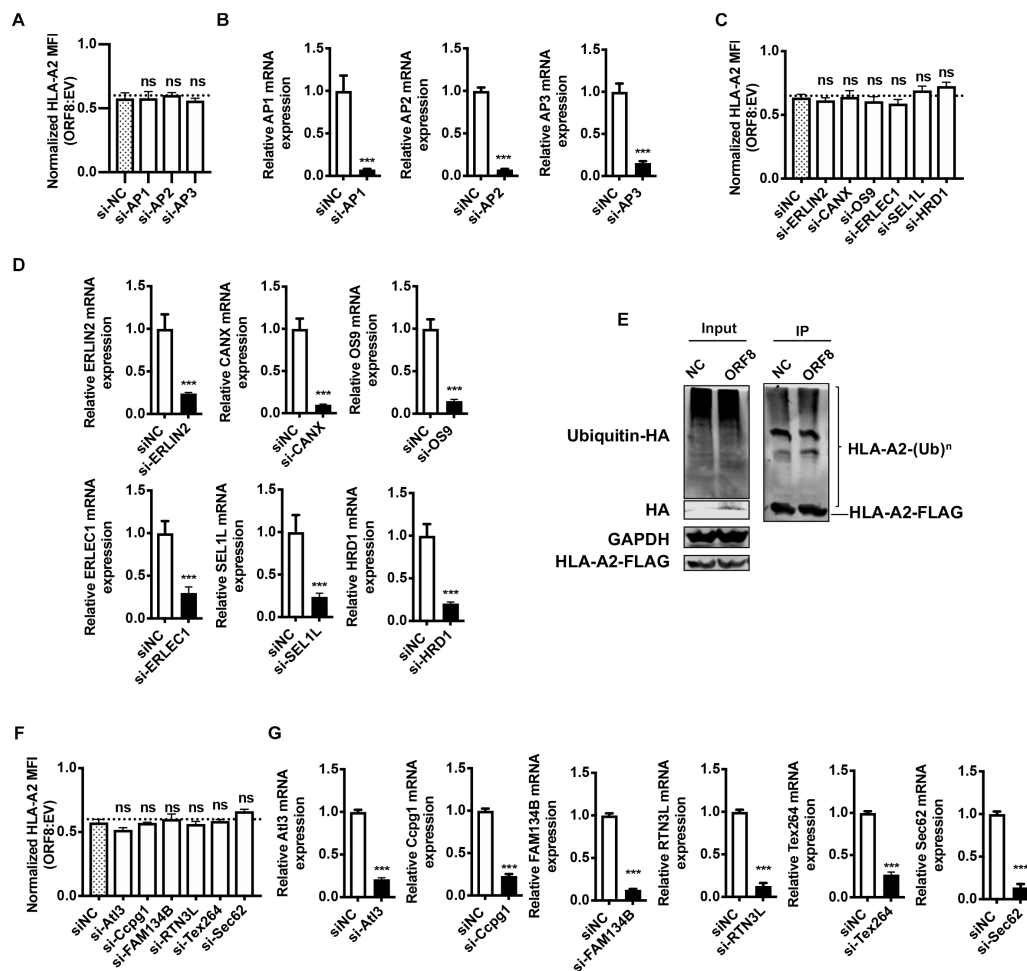 A
Normalized HLA-A2 MFI
(ORF8:EV)
1.0
0.5
0.0
ns
ns
ns
si-NC
si-AP1
si-AP2
si-AP3
B
Relative AP1 mRNA
expression
1.5
1.0
0.5
0.0
***
siNC
si-AP1
Relative AP2 mRNA
expression
1.5
1.0
0.5
0.0
***
siNC
si-AP2
Relative AP3 mRNA
expression
1.5
1.0
0.5
0.0
***
siNC
si-AP3
C
Normalized HLA-A2 MFI
(ORF8:EV)
1.0
0.5
0.0
ns
ns
ns
ns
ns
ns
siNC
si-ERLIN2
si-CANX
si-OS9
si-ERLEC1
si-SEL1L
si-HRD1
D
Relative ERLIN2 mRNA
expression
1.5
1.0
0.5
0.0
***
siNC
si-ERLIN2
Relative CANX mRNA
expression
1.5
1.0
0.5
0.0
***
siNC
si-CANX
Relative OS9 mRNA
expression
1.5
1.0
0.5
0.0
***
siNC
si-OS9
Relative ERLEC1 mRNA
expression
1.5
1.0
0.5
0.0
***
siNC
si-ERLEC1
Relative SEL1L mRNA
expression
1.5
1.0
0.5
0.0
***
siNC
si-SEL1L
Relative HRD1 mRNA
expression
1.5
1.0
0.5
0.0
***
siNC
si-HRD1
E
Input
IP
NC
ORF8
NC
ORF8
Ubiquitin-HA
HLA-A2-(Ub)ⁿ
HA
HLA-A2-FLAG
GAPDH
HLA-A2-FLAG
F
Normalized HLA-A2 MFI
(ORF8:EV)
1.0
0.5
0.0
ns
ns
ns
ns
ns
ns
siNC
si-Atl3
si-Ccpg1
si-FAM134B
si-RTN3L
si-Tex264
si-Sec62
G
Relative Atl3 mRNA
expression
1.5
1.0
0.5
0.0
***
siNC
si-Atl3
Relative Ccpg1 mRNA
expression
1.5
1.0
0.5
0.0
***
siNC
si-Ccpg1
Relative FAM134B mRNA
expression
1.5
1.0
0.5
0.0
***
siNC
si-FAM134B
Relative RTN3L mRNA
expression
1.5
1.0
0.5
0.0
***
siNC
si-RTN3L
Relative Tex264 mRNA
expression
1.5
1.0
0.5
0.0
***
siNC
si-Tex264
Relative Sec62 mRNA
expression
1.5
1.0
0.5
0.0
***
siNC
si-Sec62